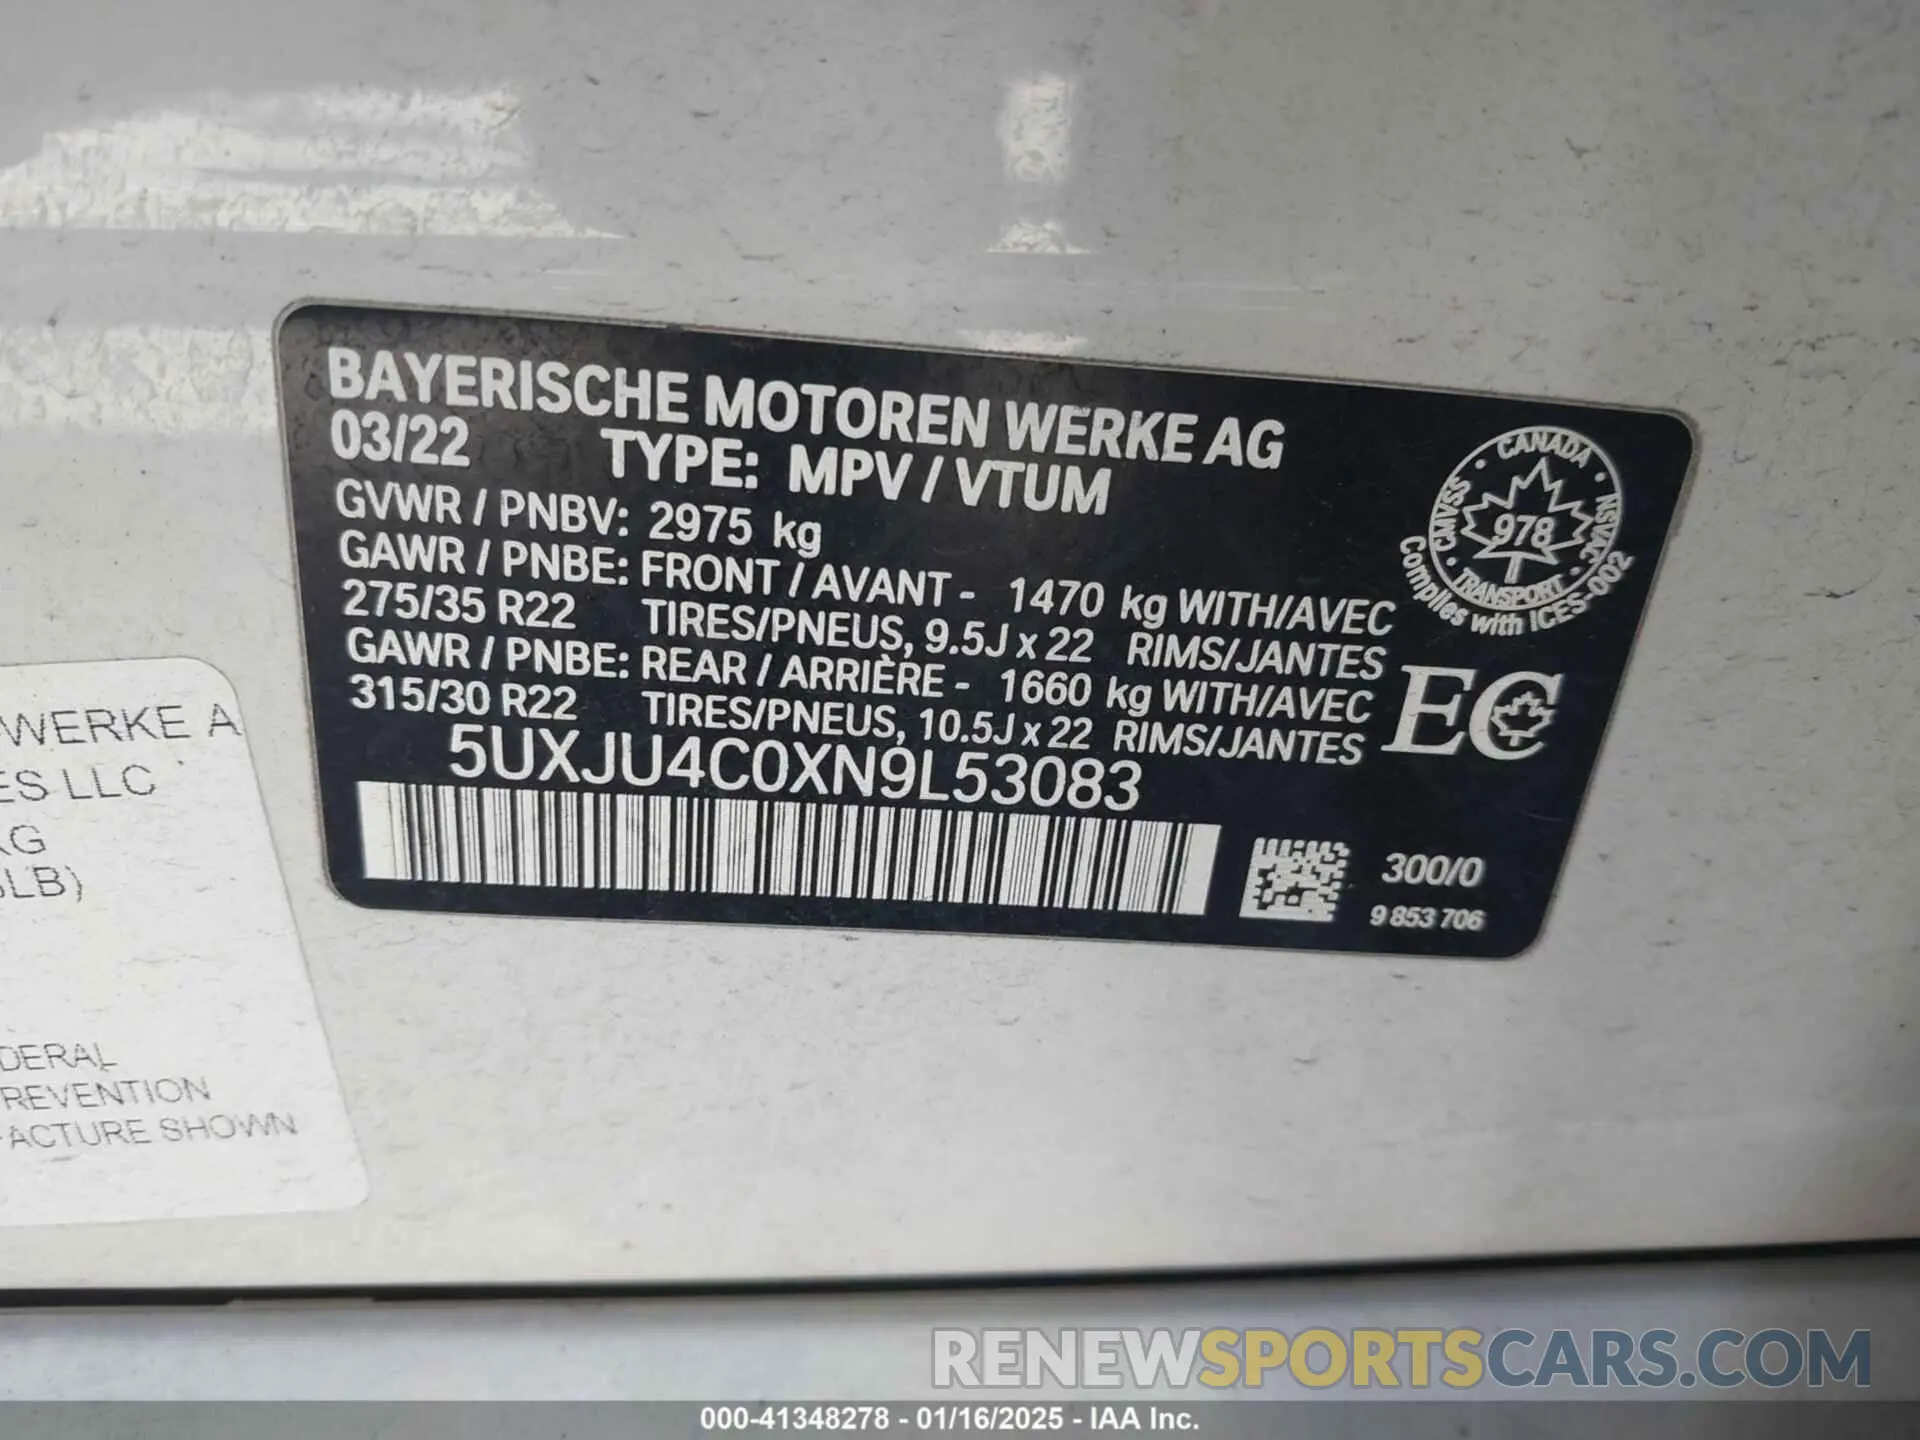 BAYERISCHE MOTOREN WERKE AG
03/22 TYPE: MPV / VTUM
GVWR / PNBV: 2975 kg
GAWR / PNBE: FRONT / AVANT - 1470 kg WITH/AVEC
275/35 R22 TIRES/PNEUS, 9.5J x 22 RIMS/JANTES
GAWR / PNBE: REAR / ARRIÈRE - 1660 kg WITH/AVEC
315/30 R22 TIRES/PNEUS, 10.5J x 22 RIMS/JANTES
5UXJU4C0XN9L53083
CANADA
CMVSS
NSVAC
978
TRANSPORT
Complies with ICES-002
EC
300/0
9 853 706
WERKE A
ES LLC
KG
LB)
DERAL
REVENTION
FACTURE SHOWN
RENEWSPORTSCARS.COM
000-41348278 - 01/16/2025 - IAA Inc.